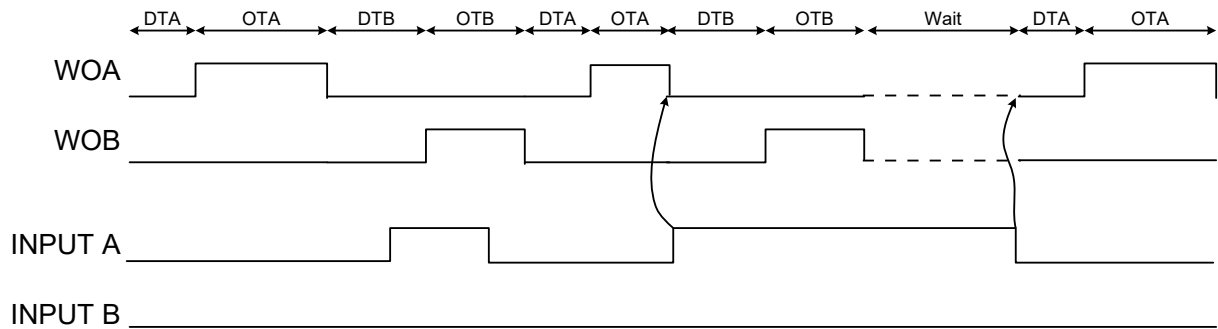 DTA OTA DTB OTB DTA OTA DTB OTB Wait DTA OTA
WOA
WOB
INPUT A
INPUT B